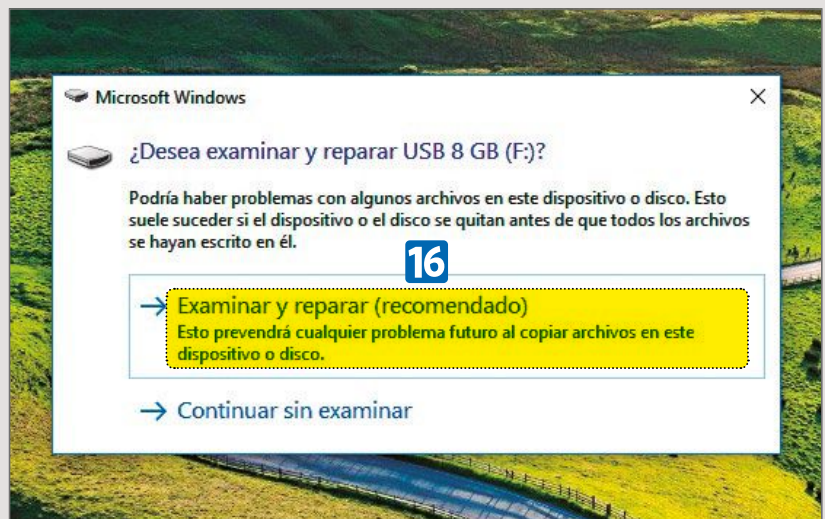 Microsoft Windows
¿Desea examinar y reparar USB 8 GB (F:)?
Podría haber problemas con algunos archivos en este dispositivo o disco. Esto
suele suceder si el dispositivo o el disco se quitan antes de que todos los archivos
se hayan escrito en él.
16
Examinar y reparar (recomendado)
Esto prevendrá cualquier problema futuro al copiar archivos en este
dispositivo o disco.
Continuar sin examinar